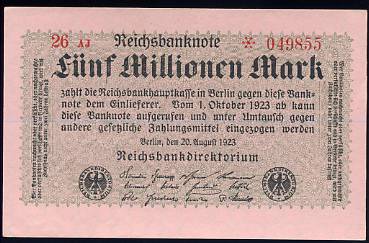 26 AJ Reichsbanknote * 049855
Fünf Millionen Mark
zahlt die Reichsbankhauptkasse in Berlin gegen diese Bank-
note dem Einlieferer. Vom 1. Oktober 1923 ab kann
diese Banknote aufgerufen und unter Umtausch gegen
andere gesetzliche Zahlungsmittel eingezogen werden
Berlin, den 20. August 1923
Reichsbankdirektorium